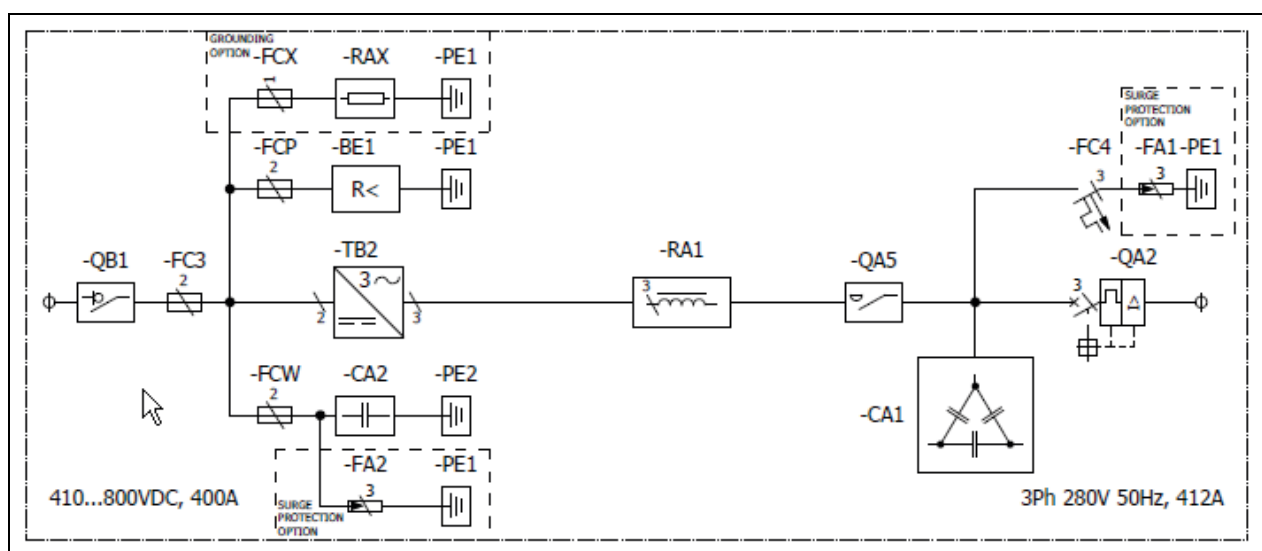 GROUNDING
OPTION
-FCX -RAX -PE1
1
-FCP -BE1 -PE1
2
R<
SURGE
PROTECTION
OPTION
-FC4 -FA1 -PE1
3 3
-QB1 -FC3 -TB2 -RA1 -QA5 -QA2
2 3 3 3
2 3
I>
-FCW -CA2 -PE2
2
-CA1
-FA2 -PE1
3
SURGE
PROTECTION
OPTION
410...800VDC, 400A
3Ph 280V 50Hz, 412A